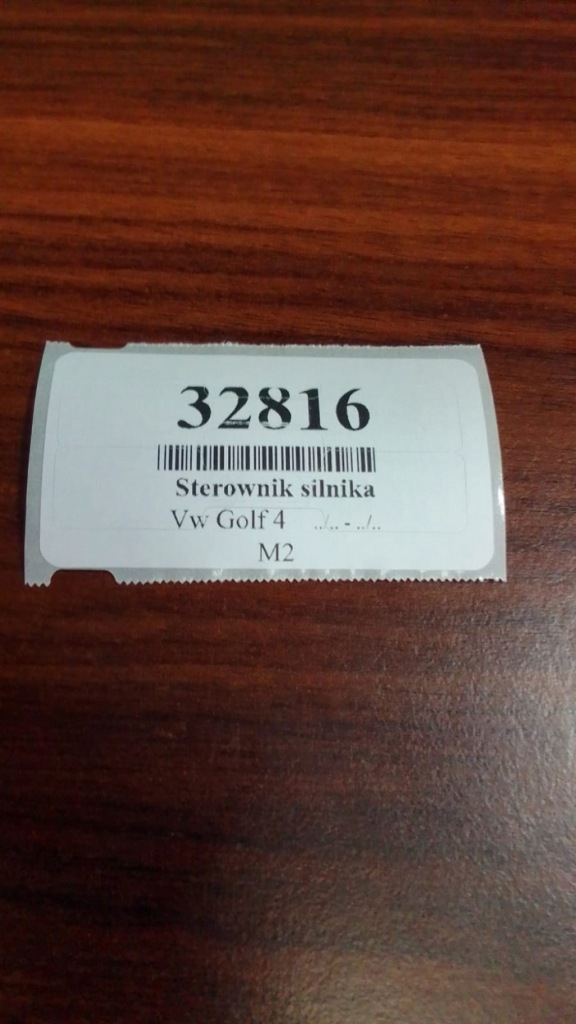 32816
Sterownik silnika
Vw Golf 4 ../.. - ../..
M2